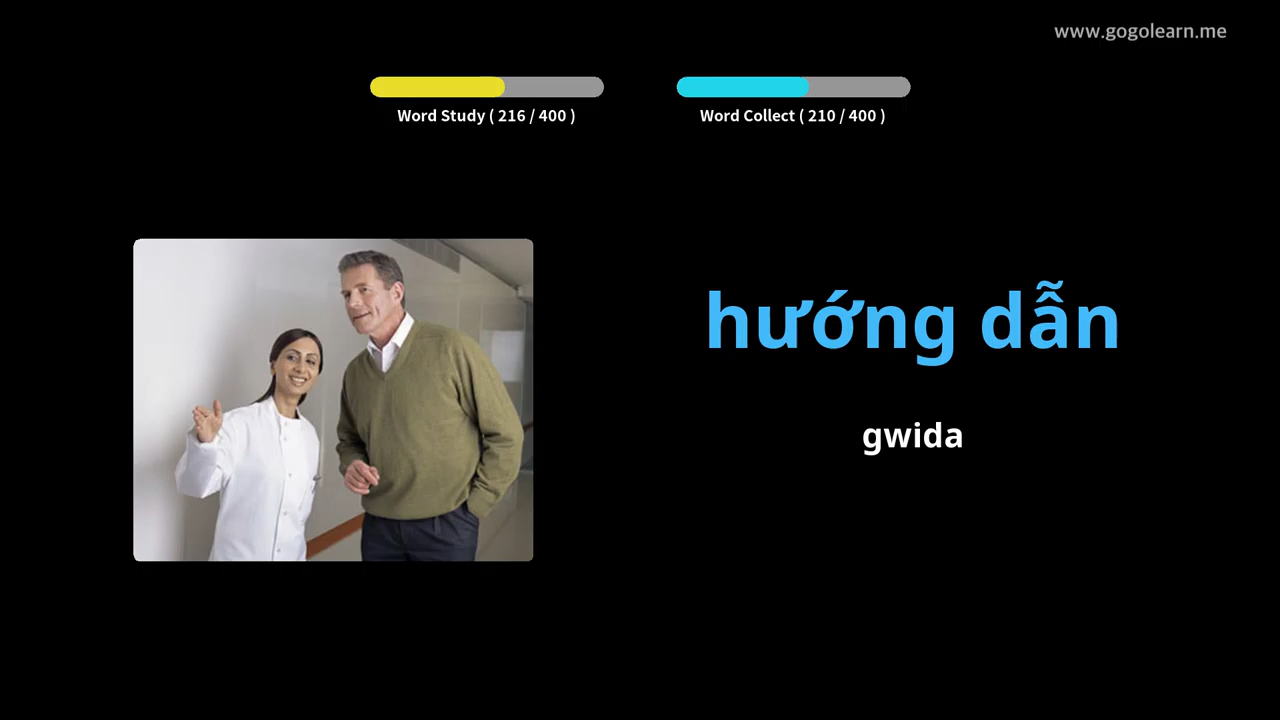 www.gogolearn.me
Word Study ( 216 / 400 )
Word Collect ( 210 / 400 )
hướng dẫn
gwida